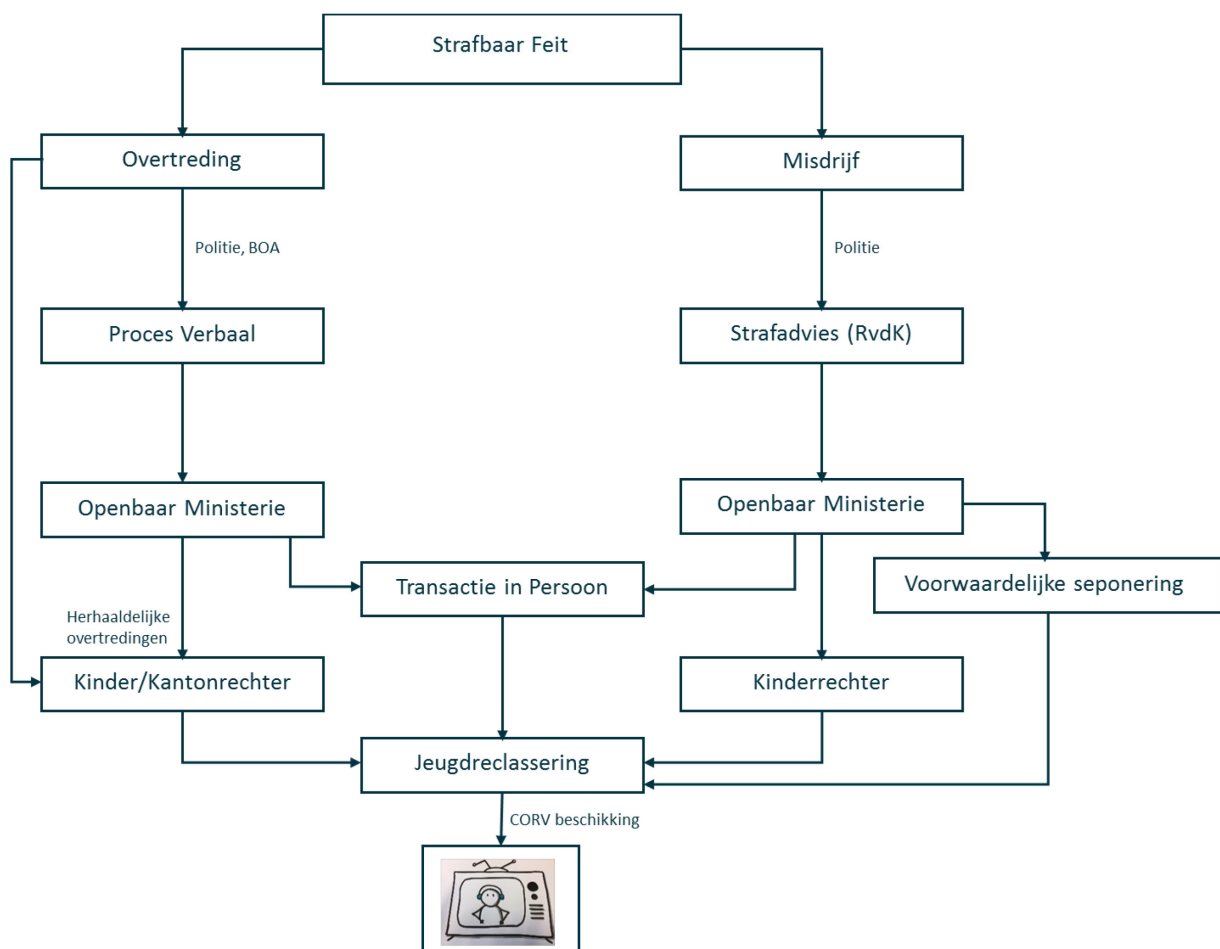 Strafbaar Feit
Overtreding
Misdrijf
Politie, BOA
Politie
Proces Verbaal
Strafadvies (RvdK)
Openbaar Ministerie
Openbaar Ministerie
Transactie in Persoon
Voorwaardelijke seponering
Herhaaldelijke
overtredingen
Kinder/Kantonrechter
Kinderrechter
Jeugdreclassering
CORV beschikking